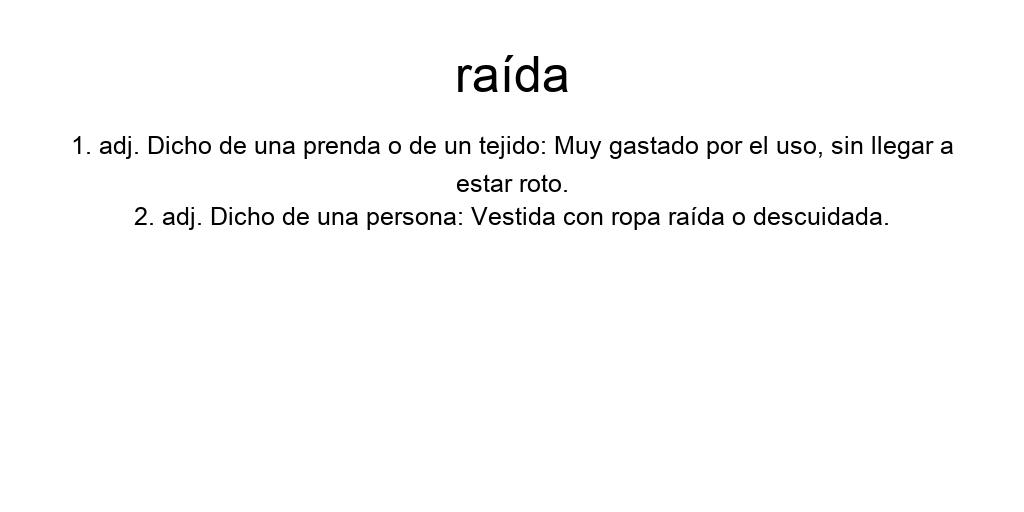 raída
1. adj. Dicho de una prenda o de un tejido: Muy gastado por el uso, sin llegar a
estar roto.
2. adj. Dicho de una persona: Vestida con ropa raída o descuidada.